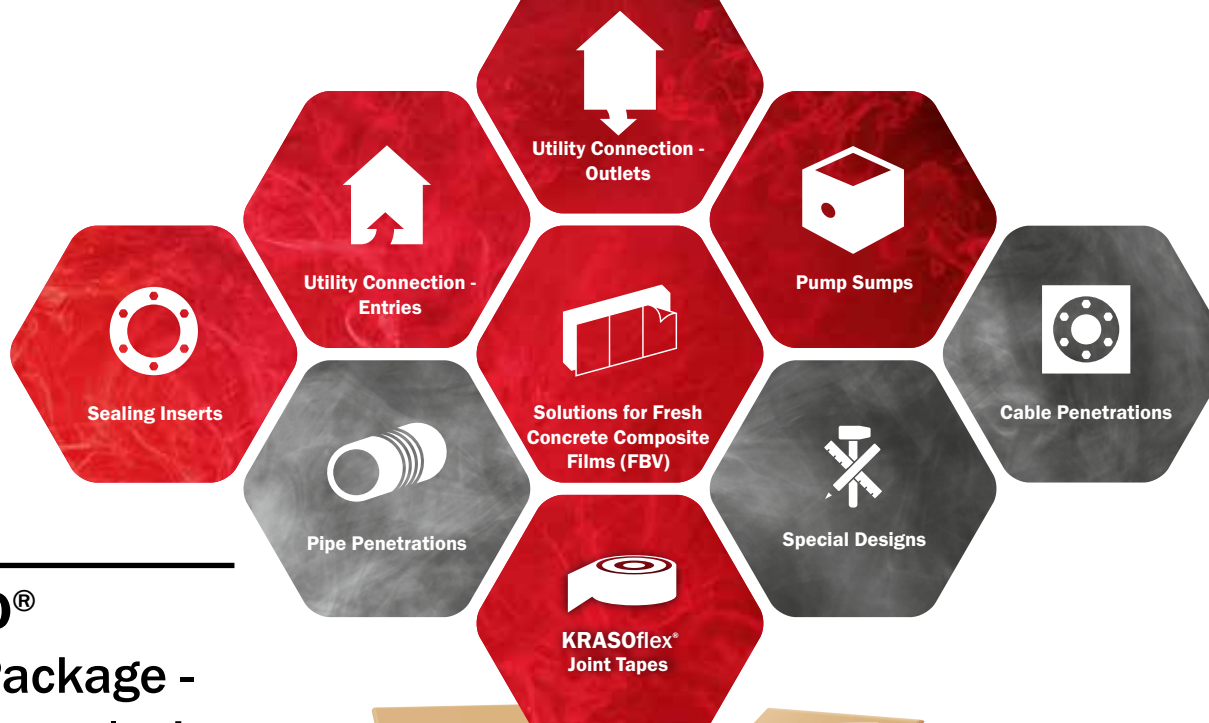 Utility Connection -
Outlets
Utility Connection -
Entries
Pump Sumps
Sealing Inserts
Solutions for Fresh
Concrete Composite
Films (FBV)
Cable Penetrations
Pipe Penetrations
Special Designs
KRASOflex®
Joint Tapes
®
Package -